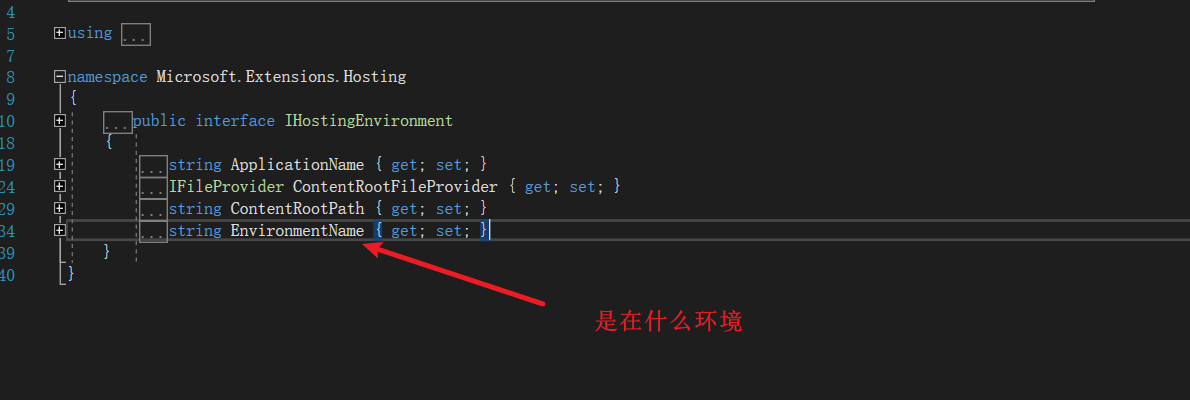 4
5 using ...
7
8 namespace Microsoft.Extensions.Hosting
9 {
10 ...public interface IHostingEnvironment
18 {
19 ...string ApplicationName { get; set; }
24 ...IFileProvider ContentRootFileProvider { get; set; }
29 ...string ContentRootPath { get; set; }
34 ...string EnvironmentName { get; set; }
39 }
40 }
是在什么环境